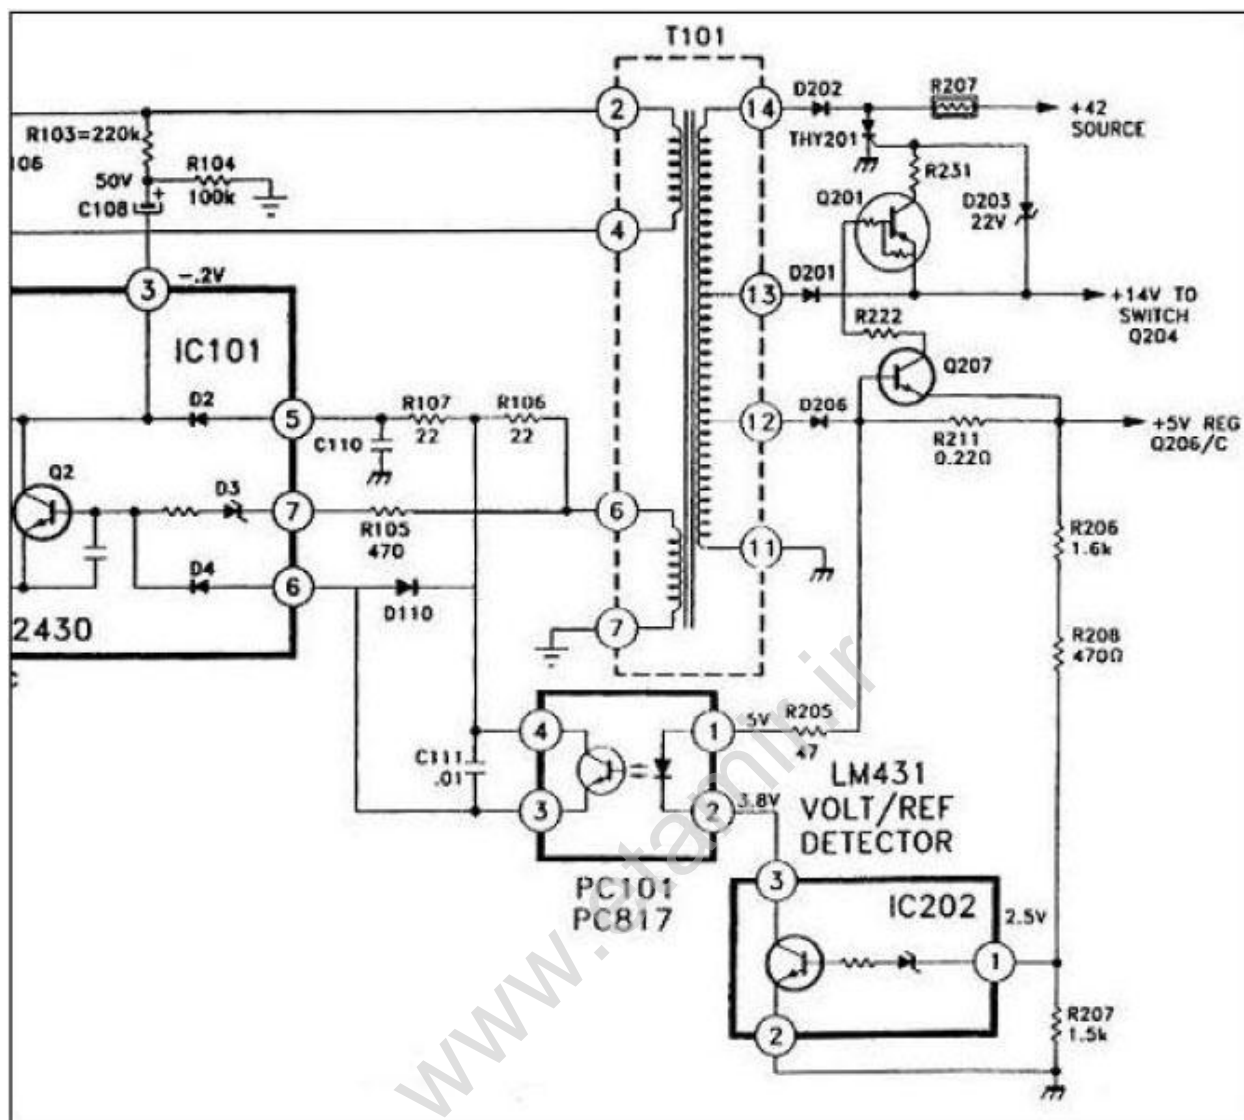 T101
2
14
D202
R207
+42
SOURCE
R103=220k
106
R104
100k
50V
+
C108
THY201
R231
Q201
D203
22V
4
3
-.2V
13
D201
+14V TO
SWITCH
Q204
R222
IC101
Q207
D2
5
R107
22
R106
22
C110
12
D206
R211
0.22Ω
+5V REG
Q206/C
Q2
D3
7
R105
470
6
11
R206
1.6k
D4
6
D110
2430
7
R208
470Ω
C
4
1
5V
R205
47
C111
.01
3
2
3.8V
LM431
VOLT/REF
DETECTOR
PC101
PC817
3
IC202
2.5V
1
2
R207
1.5k
www.etamir.ir